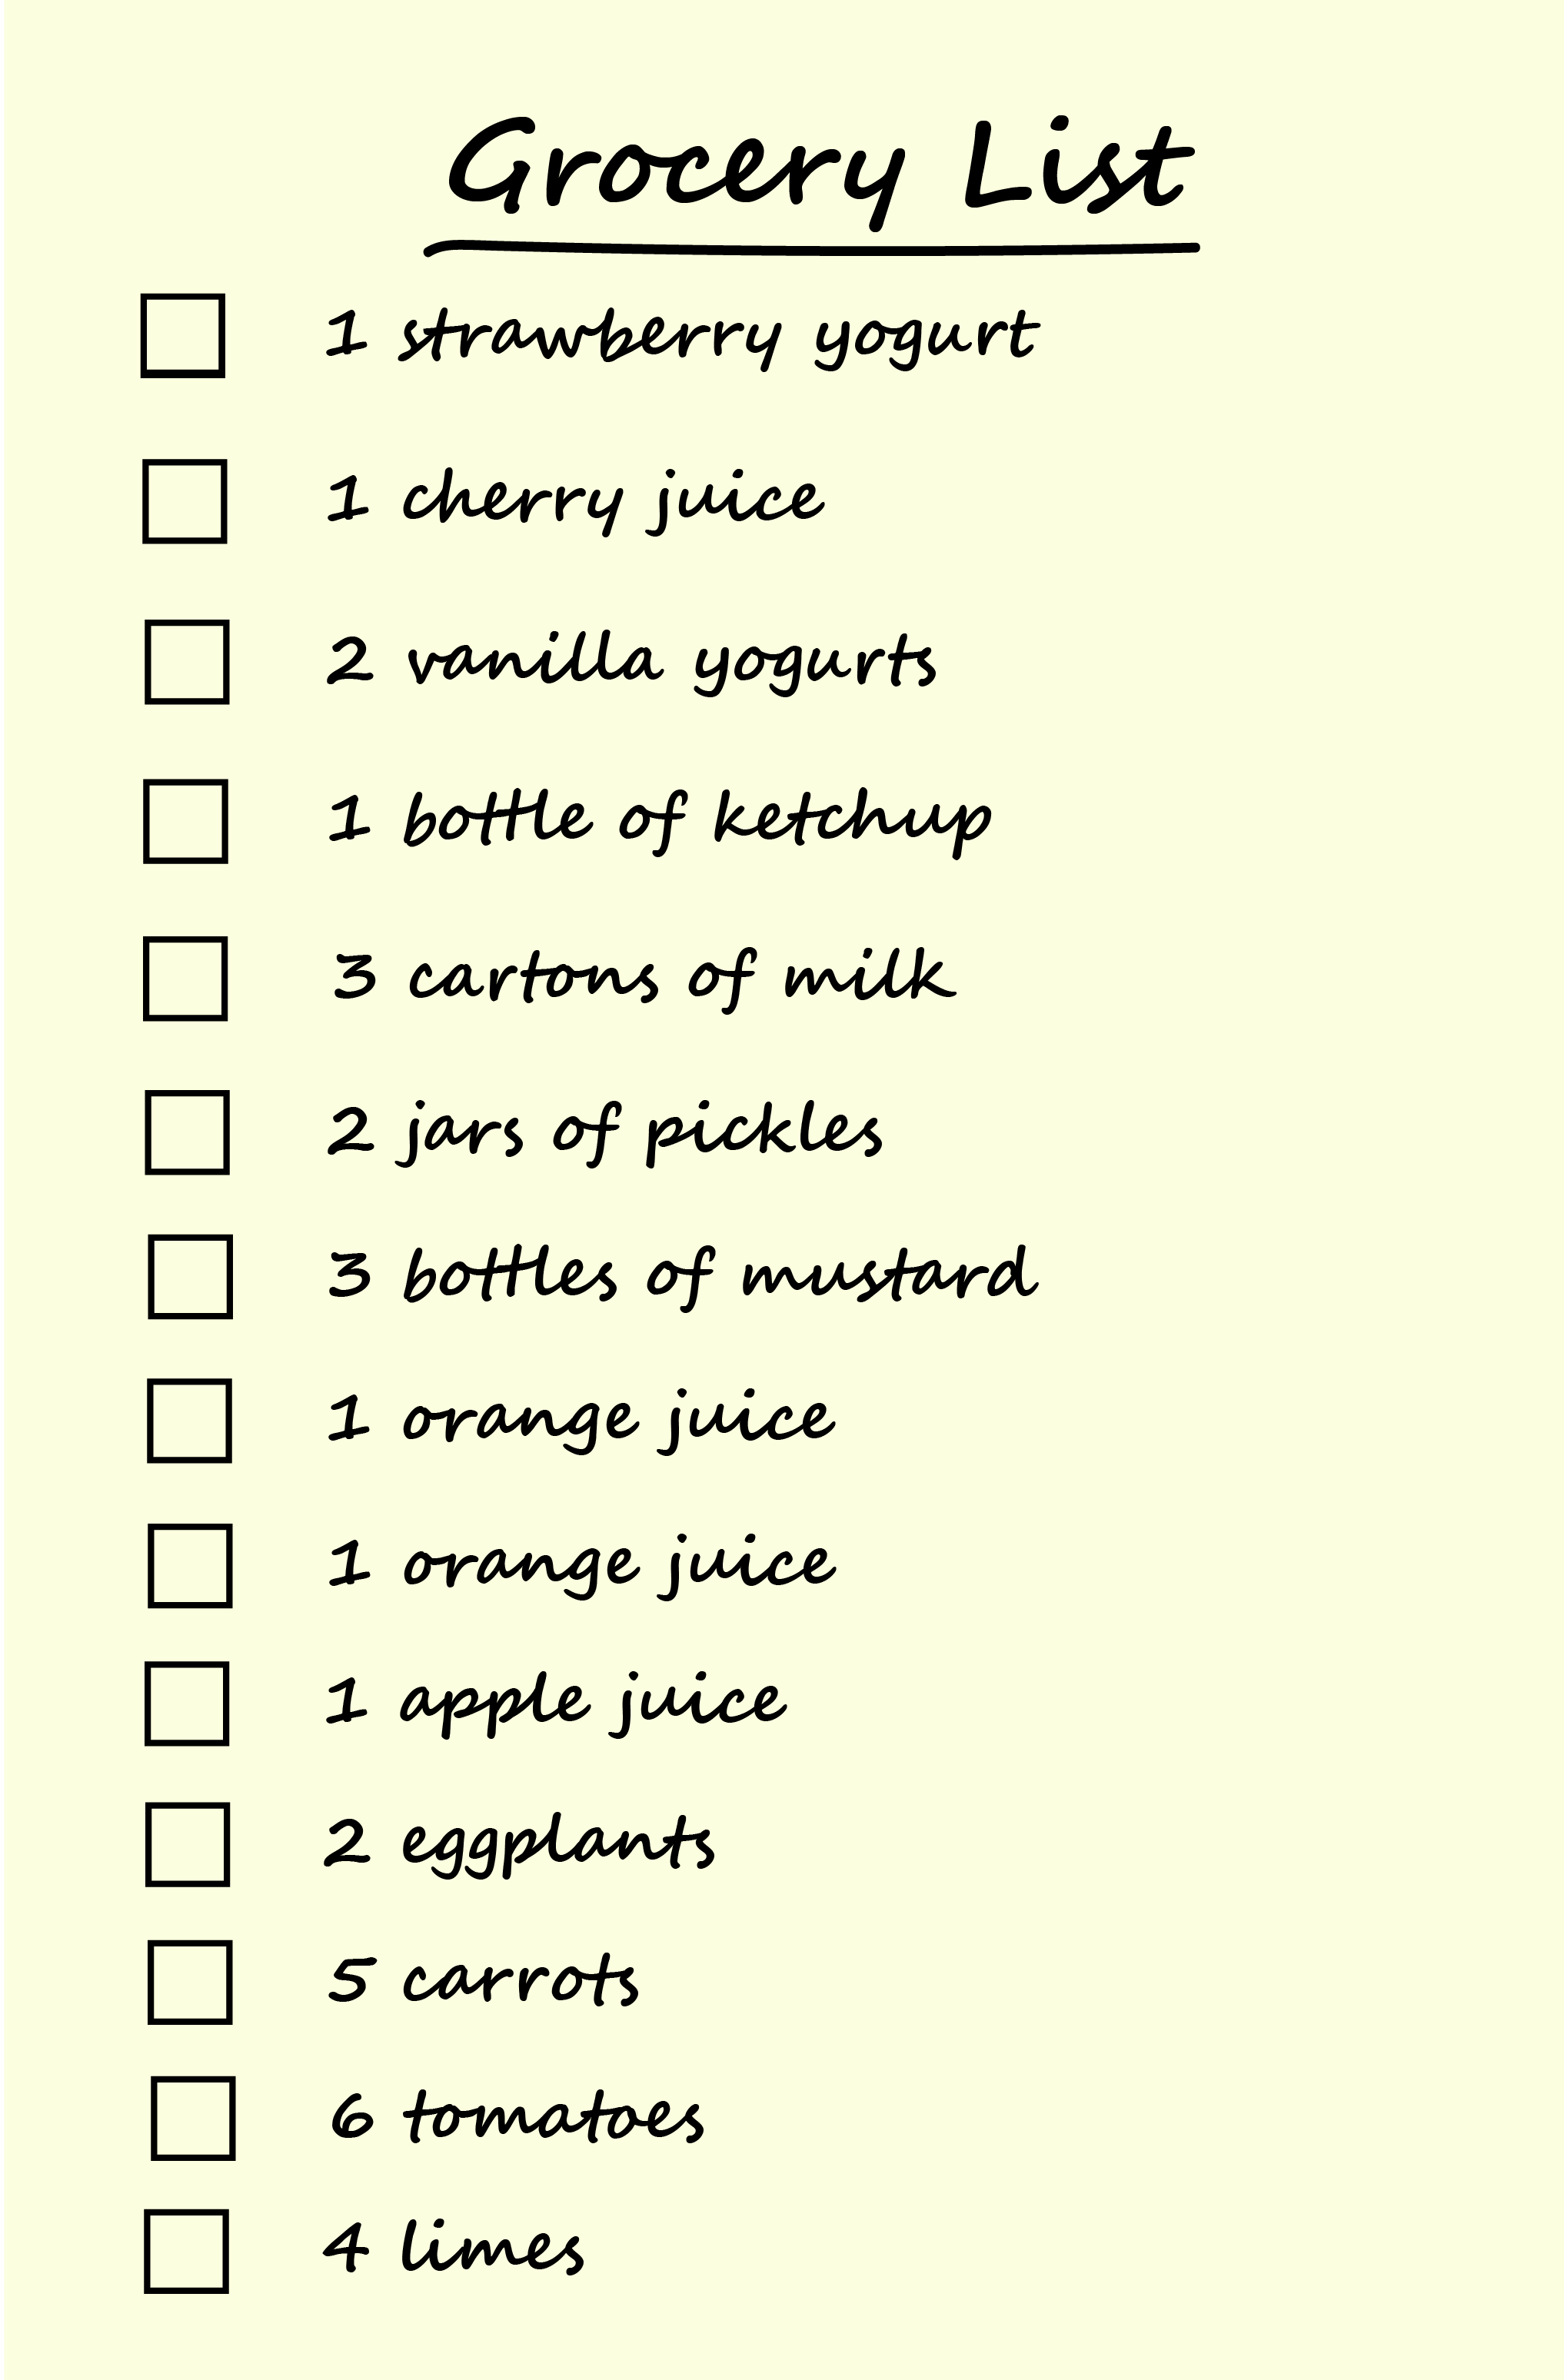 Grocery List
1 strawberry yogurt
1 cherry juice
2 vanilla yogurts
1 bottle of ketchup
3 cartons of milk
2 jars of pickles
3 bottles of mustard
1 orange juice
1 orange juice
1 apple juice
2 eggplants
5 carrots
6 tomatoes
4 limes